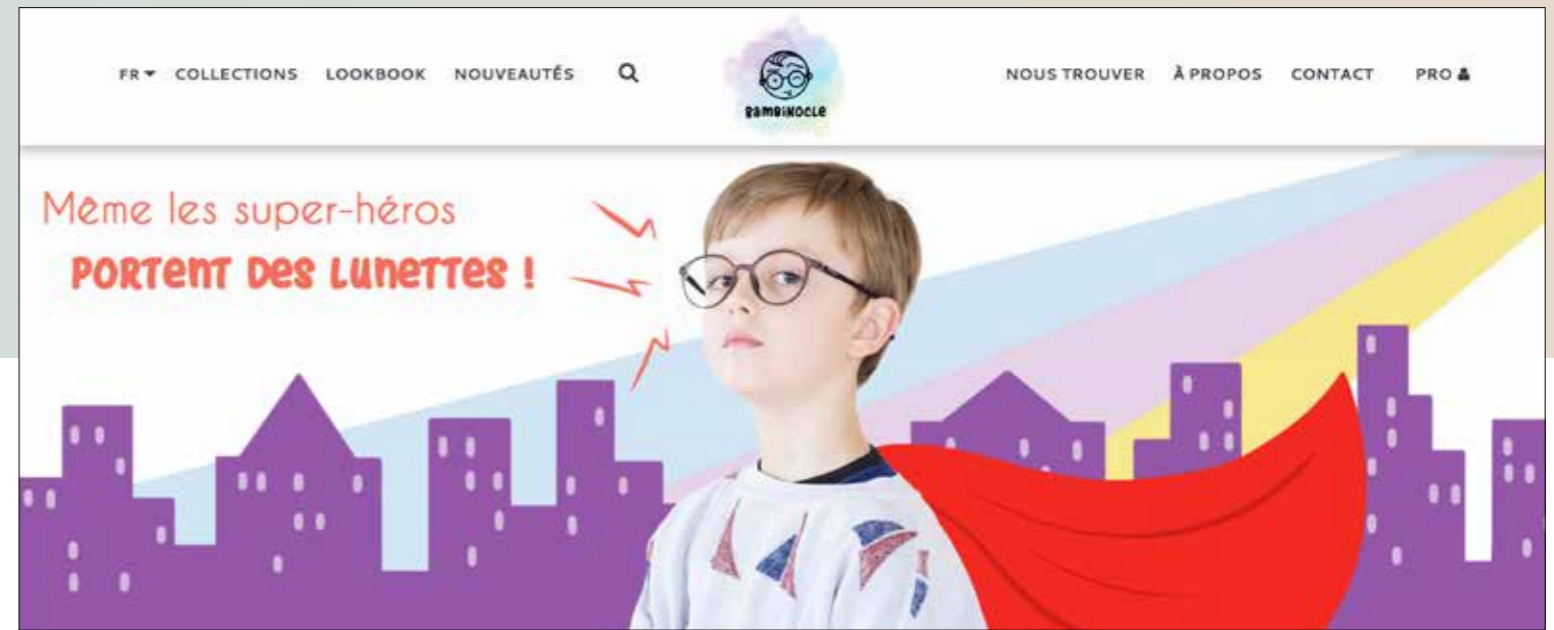 FR COLLECTIONS LOOKBOOK NOUVEAUTÉS
BAMBINOCLE
NOUS TROUVER À PROPOS CONTACT PRO
Même les super-héros
PORTENT DES LUNETTES !